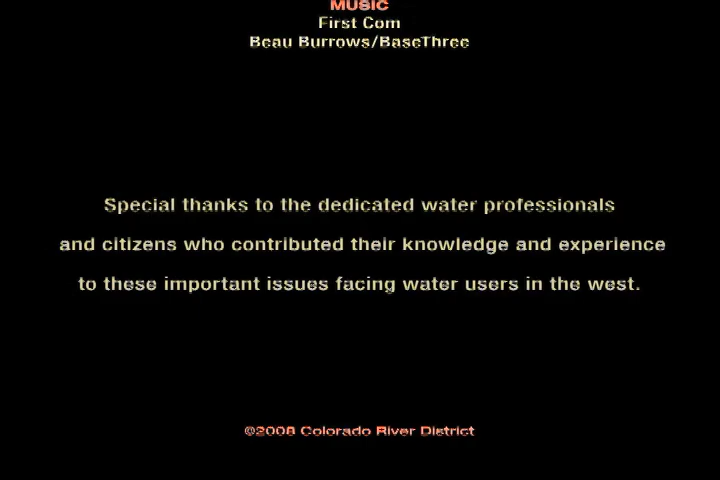 MUSIC
First Com
Beau Burrows/BaseThree
Special thanks to the dedicated water professionals
and citizens who contributed their knowledge and experience
to these important issues facing water users in the west.
©2008 Colorado River District